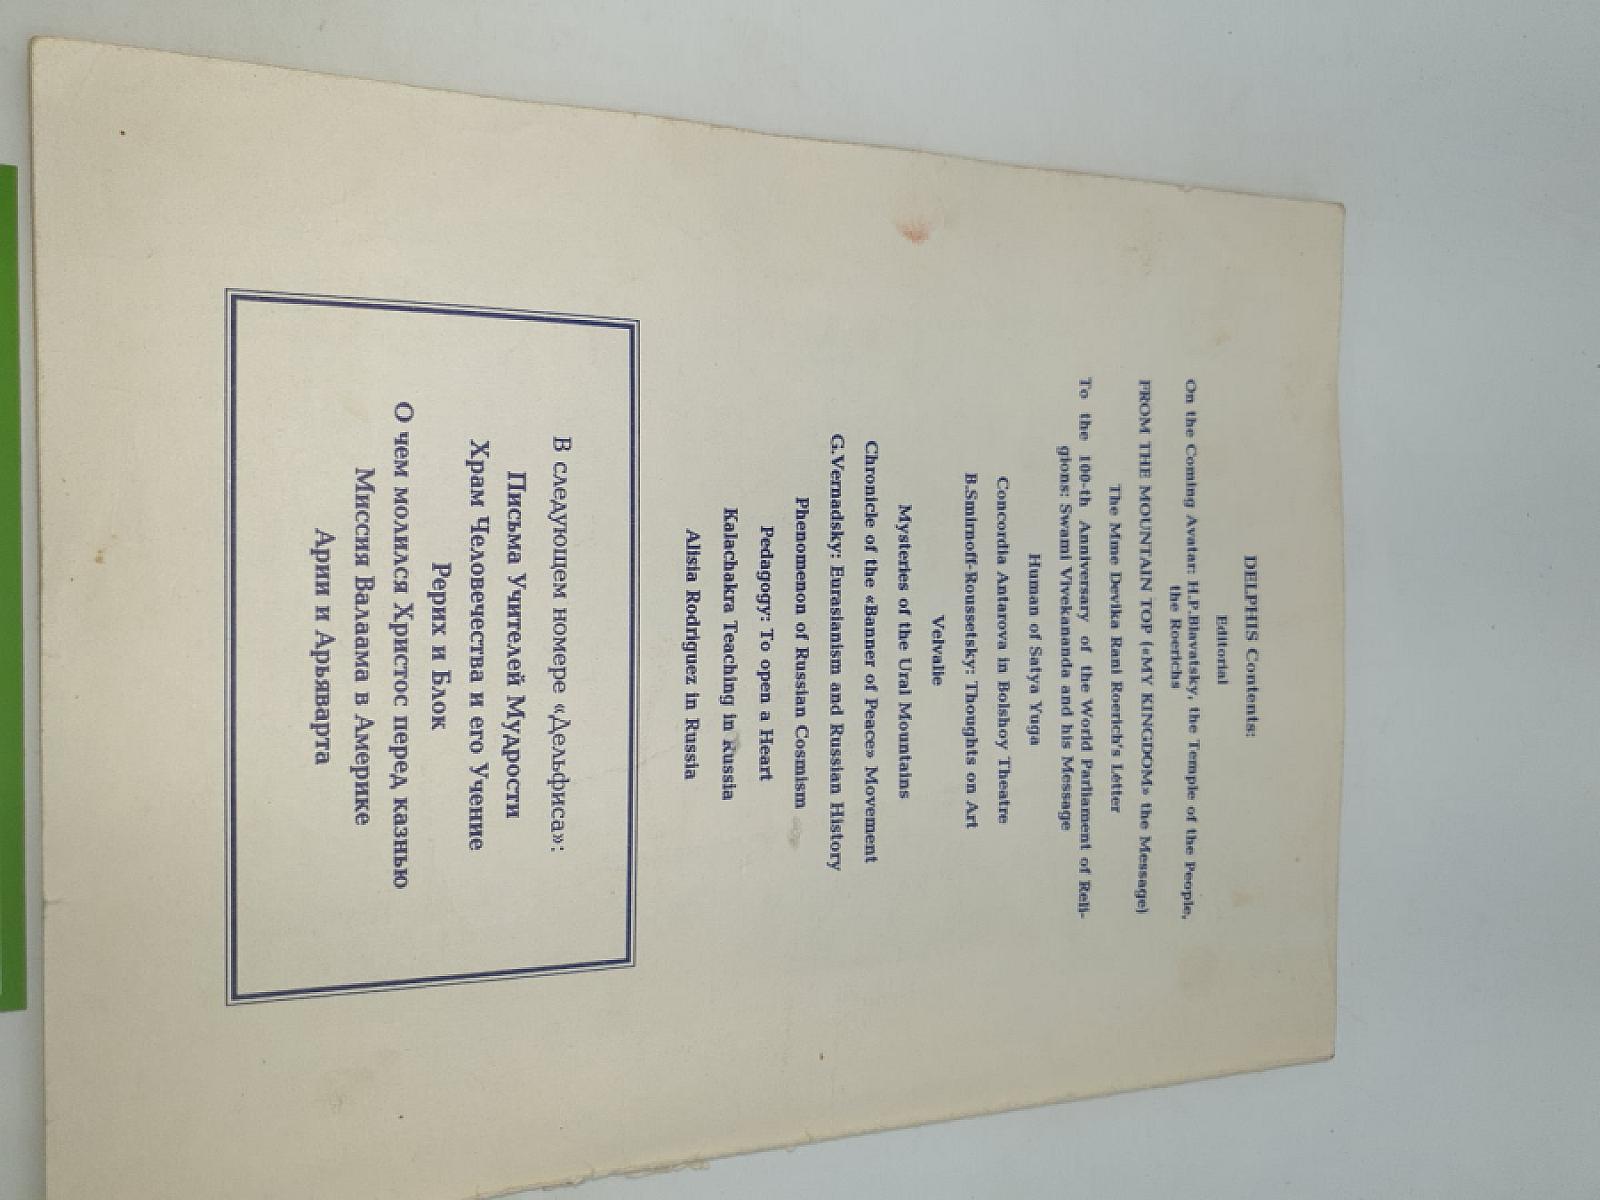 DELPHIS Contents:
Editorial
On the Coming Avatar: H.P.Blavatsky, the Temple of the People,
the Roerichs
FROM THE MOUNTAIN TOP («MY KINGDOM» the Message)
The Mme Devika Rani Roerich's Letter
To the 100-th Anniversary of the World Parliament of Reli-
gions: Swami Vivekananda and his Message
Human of Satya Yuga
Concordia Antarova in Bolshoy Theatre
B.Smirnoff-Roussetsky: Thoughts on Art
Velvalie
Mysteries of the Ural Mountains
Chronicle of the «Banner of Peace» Movement
G.Vernadsky: Eurasianism and Russian History
Phenomenon of Russian Cosmism
Pedagogy: To open a Heart
Kalachakra Teaching in Russia
Alisia Rodriguez in Russia
В следующем номере «Дельфиса»:
Письма Учителей Мудрости
Храм Человечества и его Учение
Рерих и Блок
О чем молился Христос перед казнью
Миссия Валаама в Америке
Арии и Арьяварта